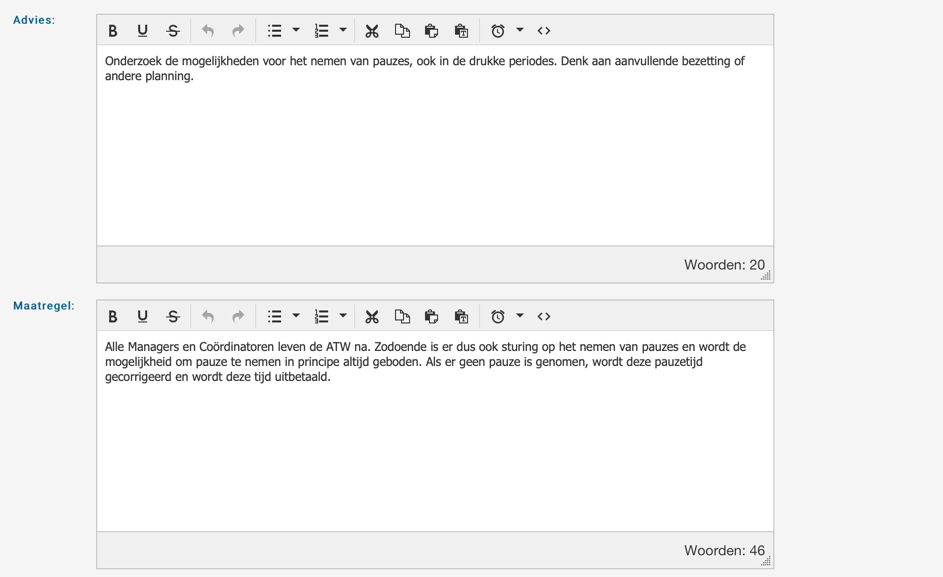 Advies:
Onderzoek de mogelijkheden voor het nemen van pauzes, ook in de drukke periodes. Denk aan aanvullende bezetting of
andere planning.
Woorden: 20
Maatregel:
Alle Managers en Coördinatoren leven de ATW na. Zodoende is er dus ook sturing op het nemen van pauzes en wordt de
mogelijkheid om pauze te nemen in principe altijd geboden. Als er geen pauze is genomen, wordt deze pauzetijd
gecorrigeerd en wordt deze tijd uitbetaald.
Woorden: 46